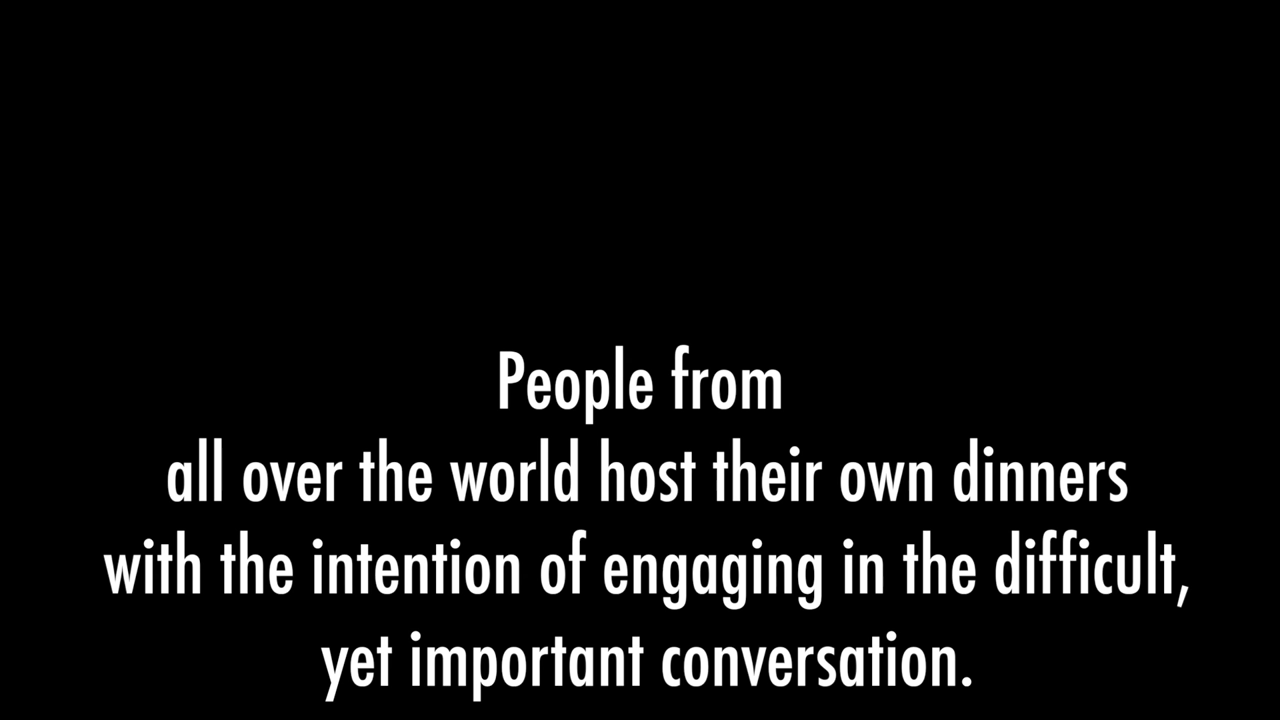 People from
all over the world host their own dinners
with the intention of engaging in the difficult,
yet important conversation.